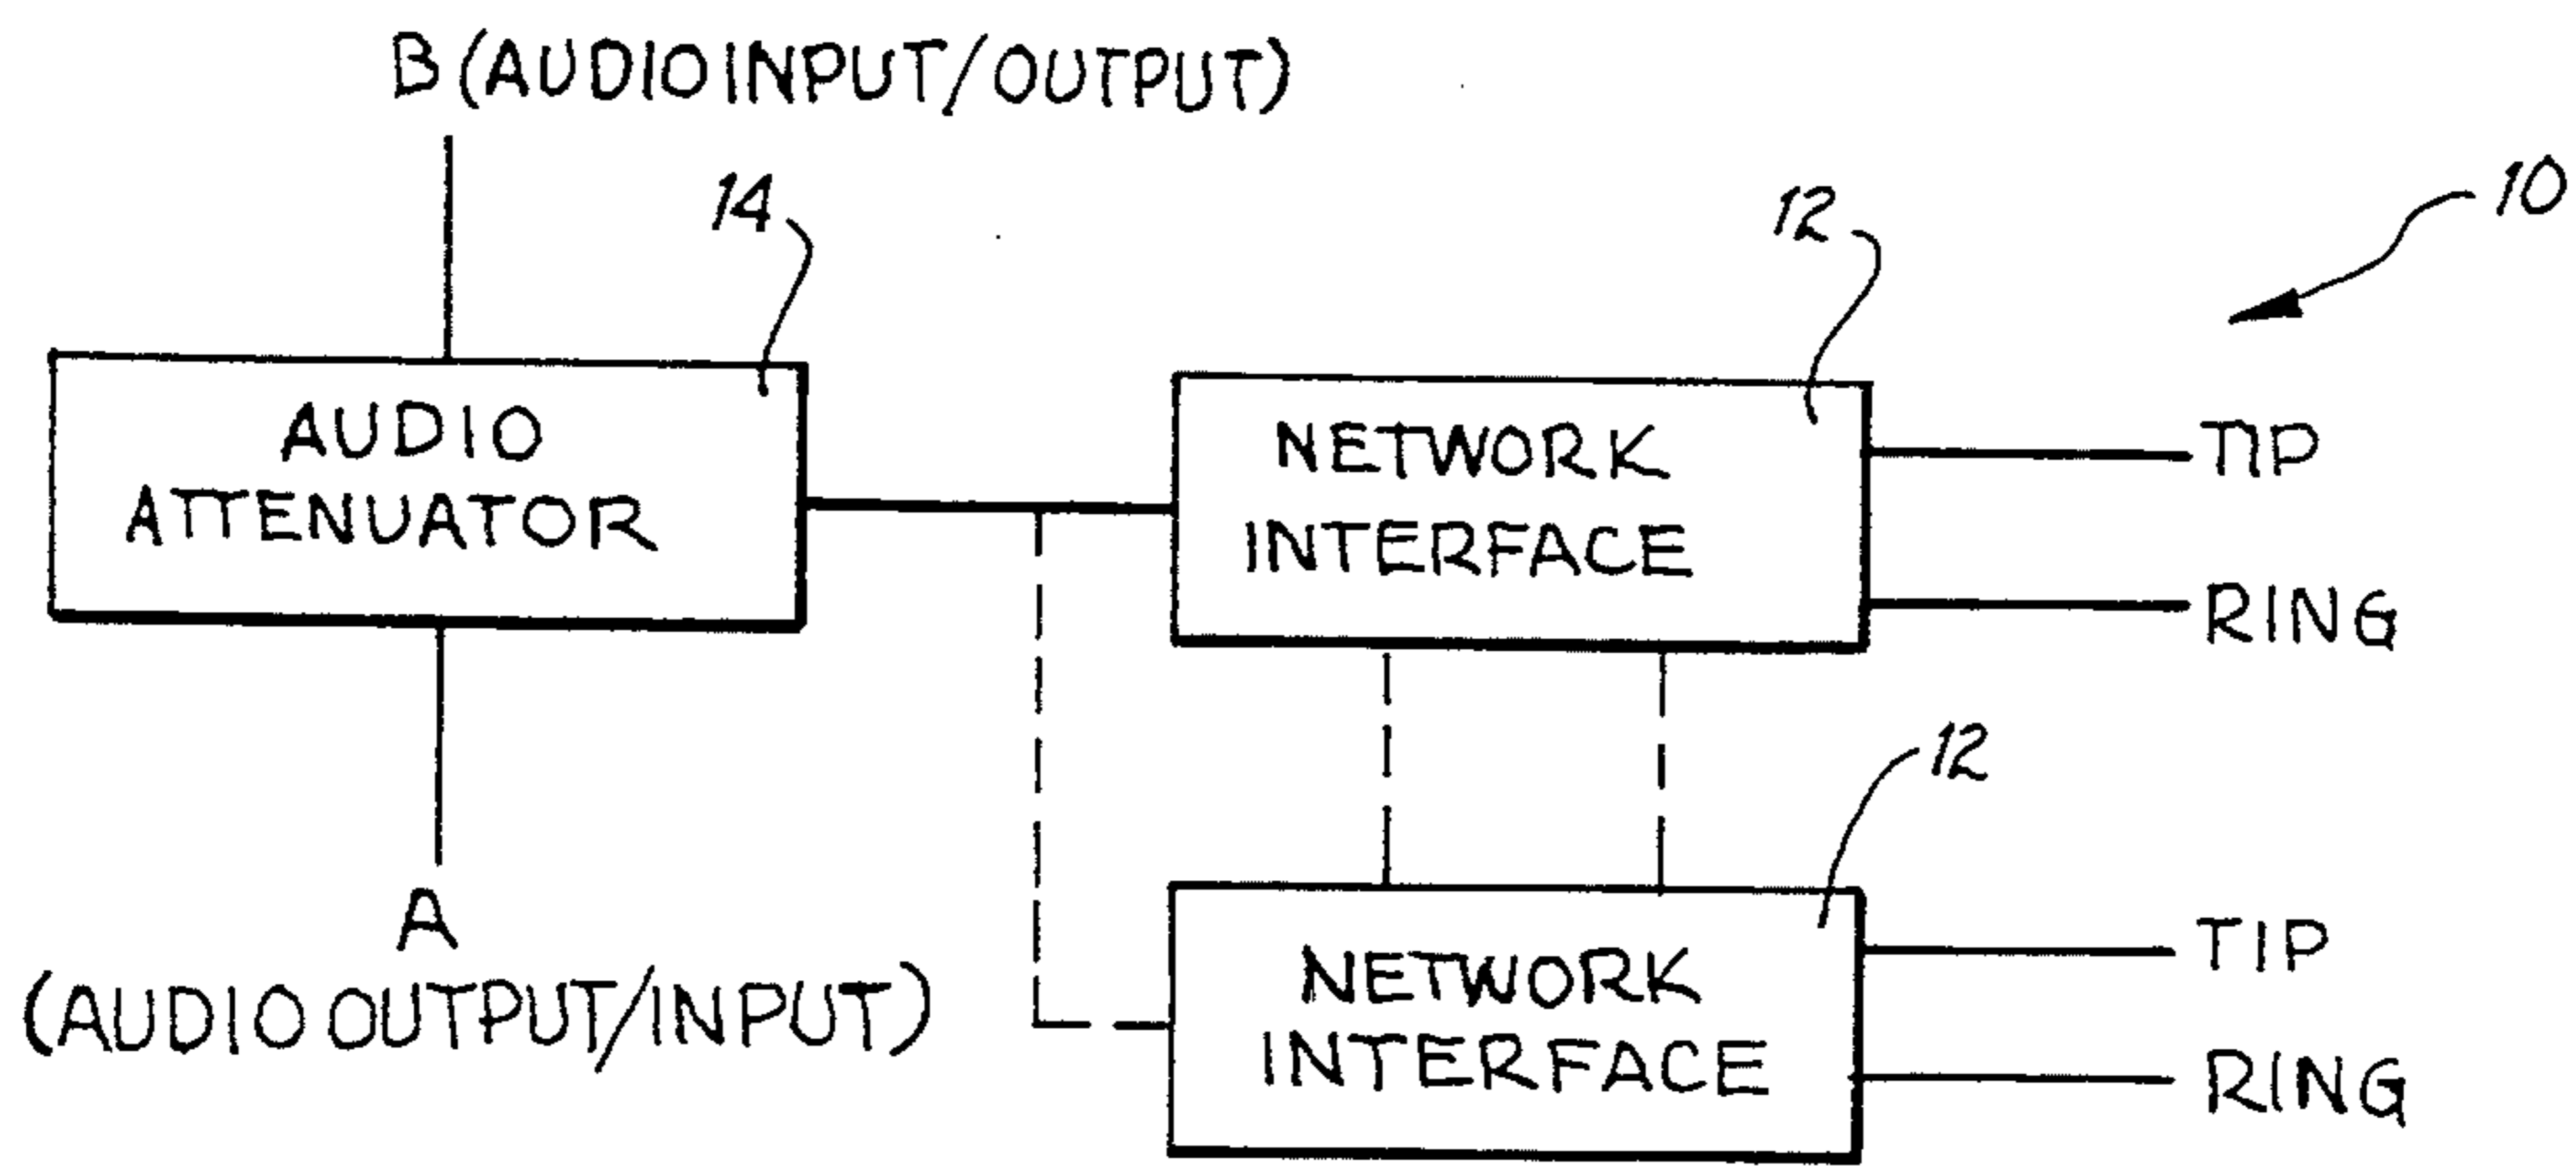 B (AUDIO INPUT/OUTPUT)
14
12
10
AUDIO
ATTENUATOR
NETWORK
INTERFACE
TIP
RING
12
A
(AUDIO OUTPUT/INPUT)
NETWORK
INTERFACE
TIP
RING